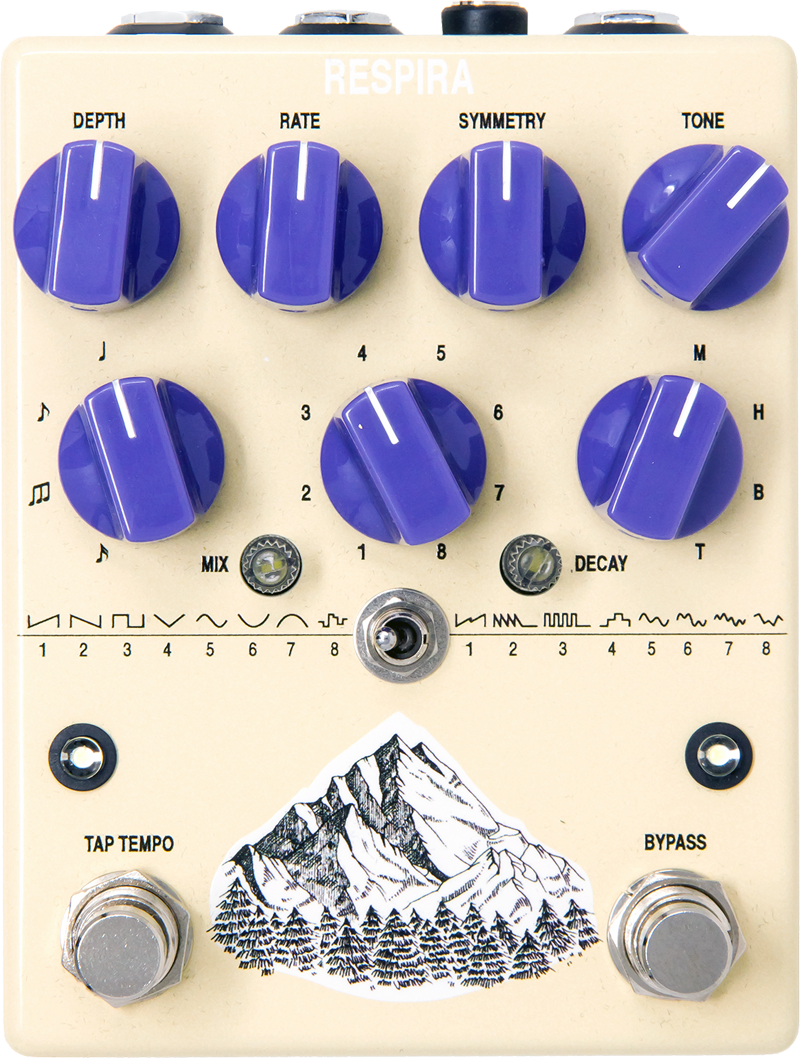 RESPIRA
DEPTH RATE SYMMETRY TONE
4 5 M
3 6 H
2 7 B
1 8 T
MIX DECAY
1 2 3 4 5 6 7 8 1 2 3 4 5 6 7 8
TAP TEMPO BYPASS